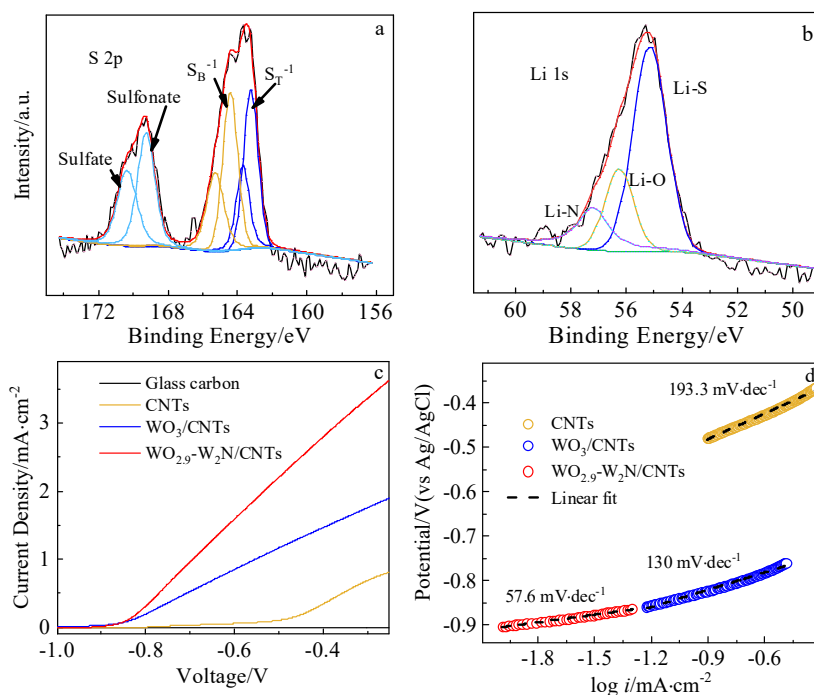 a
S 2p
S_B^-1
S_T^-1
Sulfonate
Sulfate
Intensity/a.u.
172 168 164 160 156
Binding Energy/eV
b
Li 1s
Li-S
Li-O
Li-N
60 58 56 54 52 50
Binding Energy/eV
c
Glass carbon
CNTs
WO₃/CNTs
WO₂.₉-W₂N/CNTs
Current Density/mA·cm⁻²
3
2
1
0
-1.0 -0.8 -0.6 -0.4
Voltage/V
d
193.3 mV·dec⁻¹
CNTs
WO₃/CNTs
WO₂.₉-W₂N/CNTs
Linear fit
130 mV·dec⁻¹
57.6 mV·dec⁻¹
Potential/V(vs Ag/AgCl)
-0.4
-0.5
-0.6
-0.7
-0.8
-0.9
-1.8 -1.5 -1.2 -0.9 -0.6
log i/mA·cm⁻²